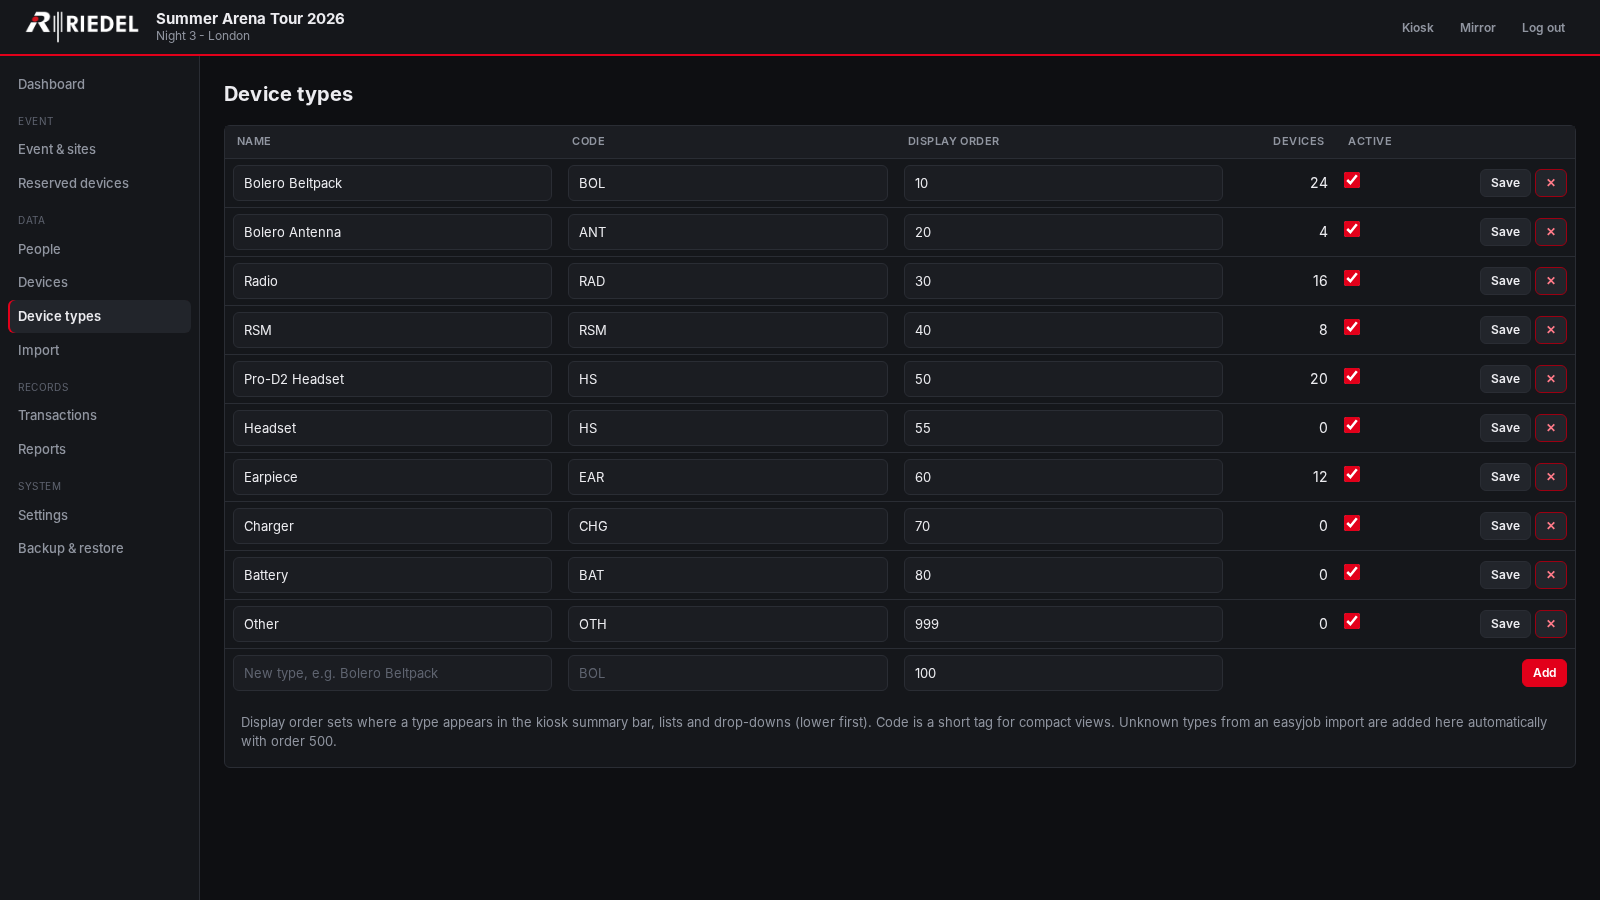 RIEDEL
Summer Arena Tour 2026
Night 3 - London
Kiosk Mirror Log out
Dashboard
EVENT
Event & sites
Reserved devices
DATA
People
Devices
Device types
Import
RECORDS
Transactions
Reports
SYSTEM
Settings
Backup & restore
Device types
NAME CODE DISPLAY ORDER DEVICES ACTIVE
Bolero Beltpack BOL 10 24 Save ×
Bolero Antenna ANT 20 4 Save ×
Radio RAD 30 16 Save ×
RSM RSM 40 8 Save ×
Pro-D2 Headset HS 50 20 Save ×
Headset HS 55 0 Save ×
Earpiece EAR 60 12 Save ×
Charger CHG 70 0 Save ×
Battery BAT 80 0 Save ×
Other OTH 999 0 Save ×
New type, e.g. Bolero Beltpack BOL 100 Add
Display order sets where a type appears in the kiosk summary bar, lists and drop-downs (lower first). Code is a short tag for compact views. Unknown types from an easyjob import are added here automatically
with order 500.